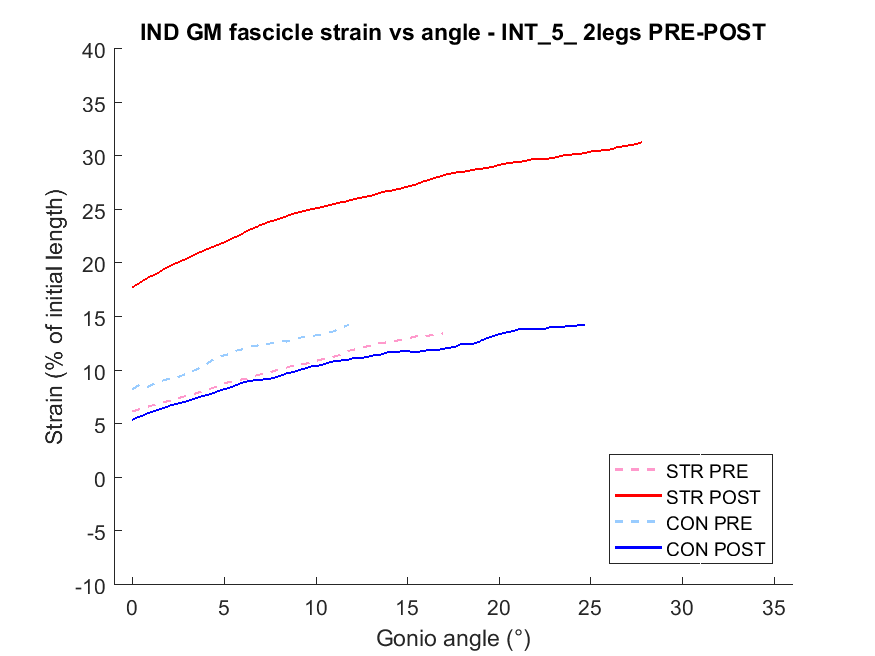 IND GM fascicle strain vs angle - INT_5_ 2legs PRE-POST
40
35
30
25
20
15
10
5
0
-5
-10
Strain (% of initial length)
0 5 10 15 20 25 30 35
Gonio angle (°)
STR PRE
STR POST
CON PRE
CON POST